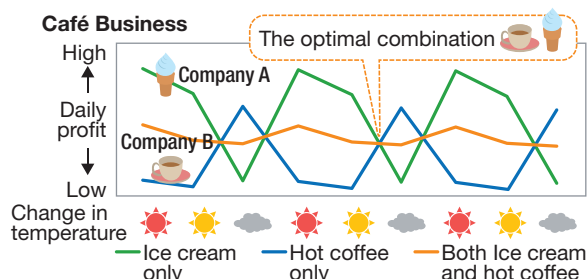 Café Business
The optimal combination
High
Company A
Daily
profit
Company B
Low
Change in
temperature
Ice cream
only
Hot coffee
only
Both Ice cream
and hot coffee